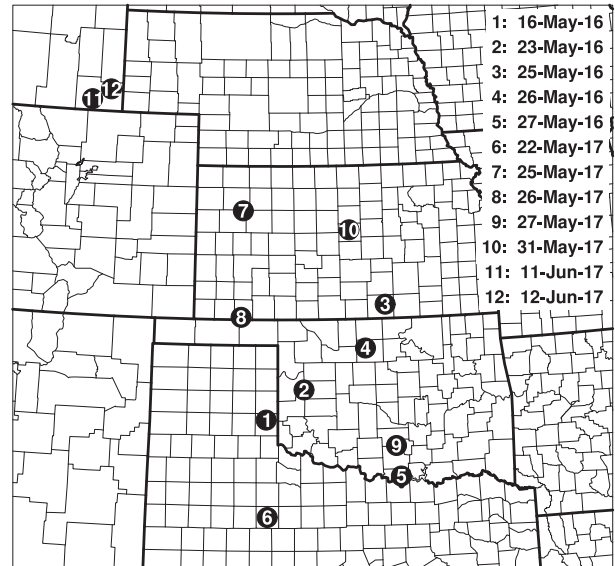 1: 16-May-16
2: 23-May-16
3: 25-May-16
4: 26-May-16
5: 27-May-16
6: 22-May-17
7: 25-May-17
8: 26-May-17
9: 27-May-17
10: 31-May-17
11: 11-Jun-17
12: 12-Jun-17
12
11
7
10
3
8
4
2
1
9
5
6